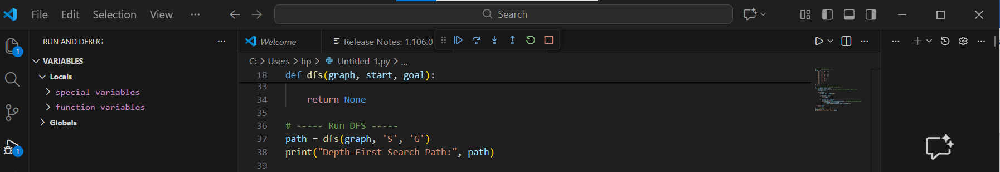 File Edit Selection View ··· Search
RUN AND DEBUG ···
Welcome
Release Notes: 1.106.0
VARIABLES
Locals
special variables
function variables
Globals
1
1
C: > Users > hp > Untitled-1.py > ...
18 def dfs(graph, start, goal):
33
34 return None
35
36 # ----- Run DFS -----
37 path = dfs(graph, 'S', 'G')
38 print("Depth-First Search Path:", path)
39